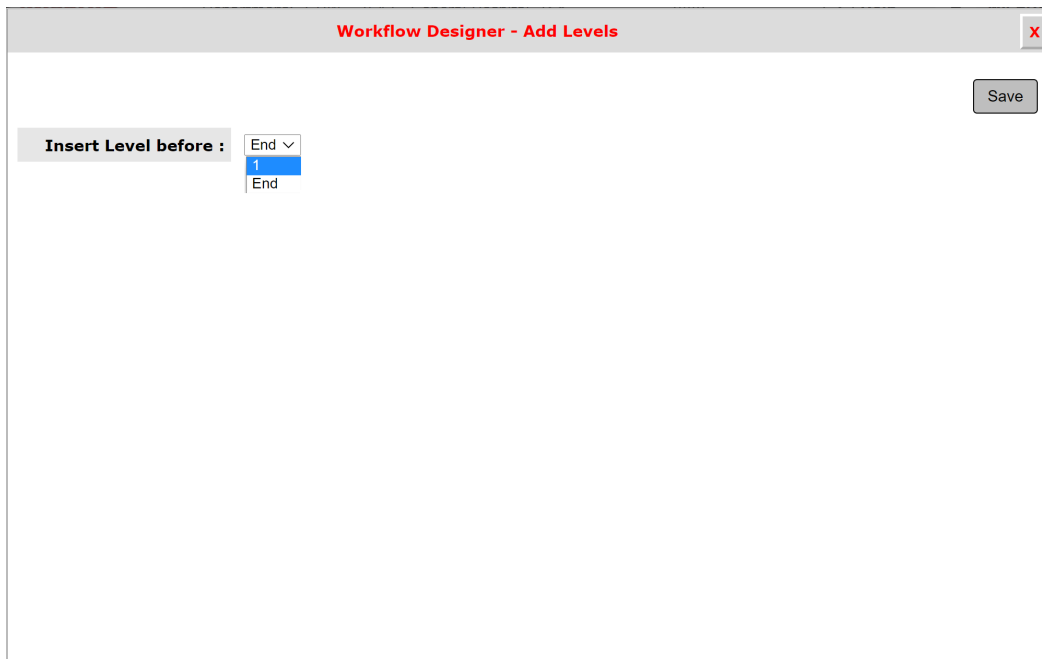 Workflow Designer - Add Levels
X
Save
Insert Level before : End
1
End